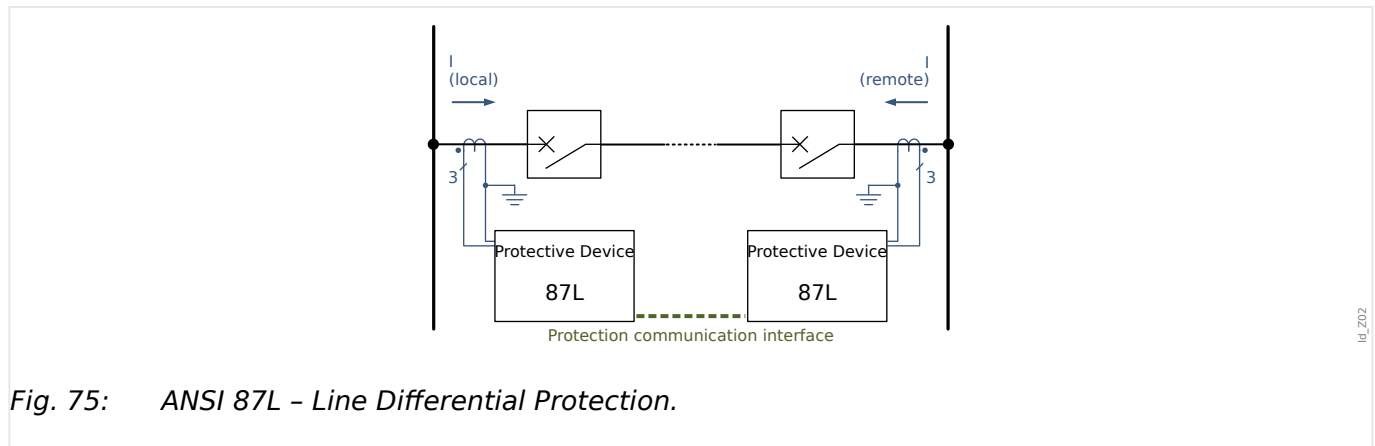 I
(local)
I
(remote)
3
3
Protective Device
87L
Protective Device
87L
Protection communication interface
ld_Z02
Fig. 75: ANSI 87L – Line Differential Protection.